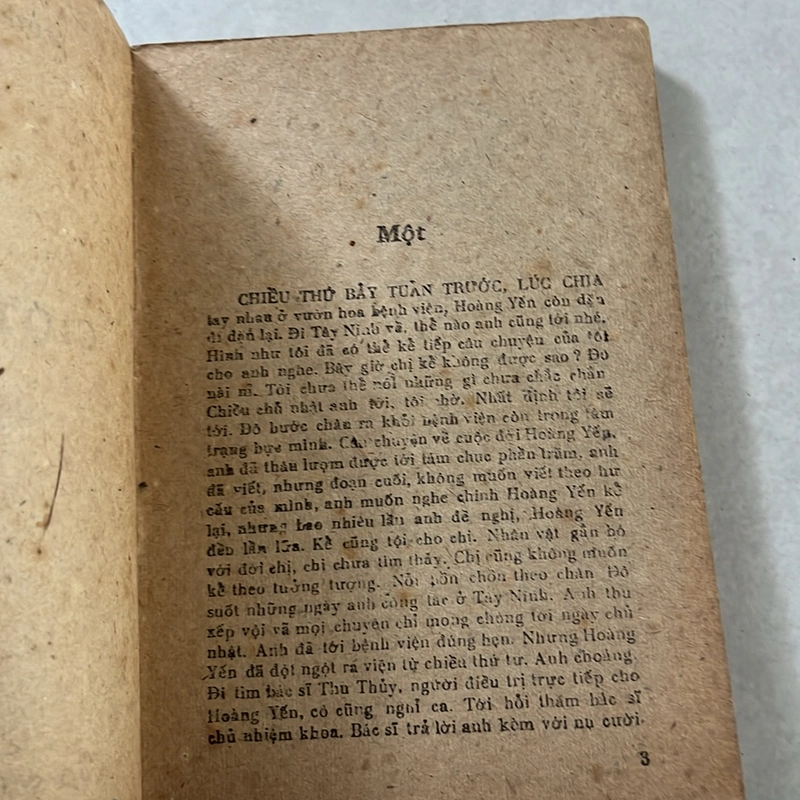 Một
CHIỀU THỨ BẢY TUẦN TRƯỚC, LÚC CHIA
tay nhau ở vườn hoa bệnh viện, Hoàng Yến còn dặn
đi dặn lại. Đi Tây Ninh về, thế nào anh cũng tới nhé.
Hình như tôi đã có thể kể tiếp câu chuyện của tôi
cho anh nghe. Bây giờ chị kể không được sao? Đô
nài nỉ. Tôi chưa thể nói những gì chưa chắc chắn
Chiều chủ nhật anh tới, tôi chờ. Nhất định tôi sẽ
tới. Đô bước chân ra khỏi bệnh viện còn trong tâm
trạng bực mình. Câu chuyện về cuộc đời Hoàng Yến,
anh đã thâu lượm được tới tám chục phần trăm, anh
đã viết, nhưng đoạn cuối, không muốn viết theo hư
cấu của mình, anh muốn nghe chính Hoàng Yến kể
lại, nhưng bao nhiêu lần anh đề nghị, Hoàng Yến
đều lần lữa. Kể cũng tội cho chị. Nhân vật gắn bó
với đời chị, chị chưa tìm thấy. Chị cũng không muốn
kể theo tưởng tượng. Nỗi bồn chồn theo chân Đô
suốt những ngày anh công tác ở Tây Ninh. Anh thu
xếp vội vã mọi chuyện chỉ mong chóng tới ngày chủ
nhật. Anh đã tới bệnh viện đúng hẹn. Nhưng Hoàng
Yến đã đột ngột ra viện từ chiều thứ tư. Anh choáng.
Đi tìm bác sĩ Thu Thủy, người điều trị trực tiếp cho
Hoàng Yến, cô cũng nghỉ ca. Tới hỏi thăm bác sĩ
chủ nhiệm khoa. Bác sĩ trả lời anh kèm với nụ cười.
3